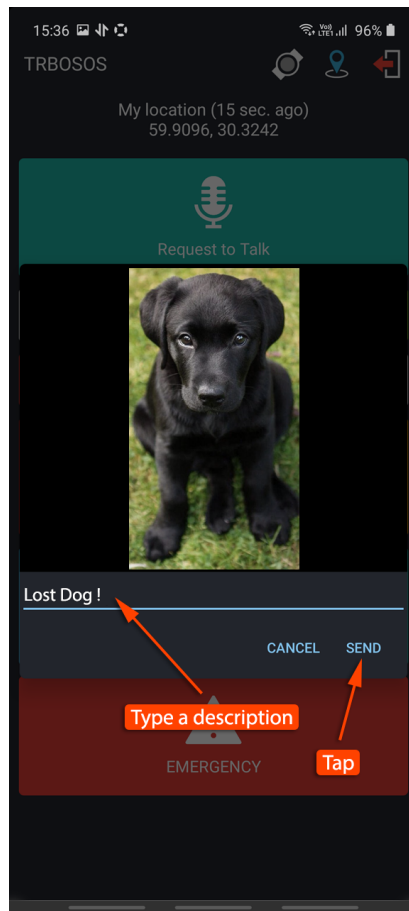 15:36 96%
TRBOSOS
My location (15 sec. ago)
59.9096, 30.3242
Request to Talk
Lost Dog !
CANCEL SEND
Type a description
Tap
EMERGENCY